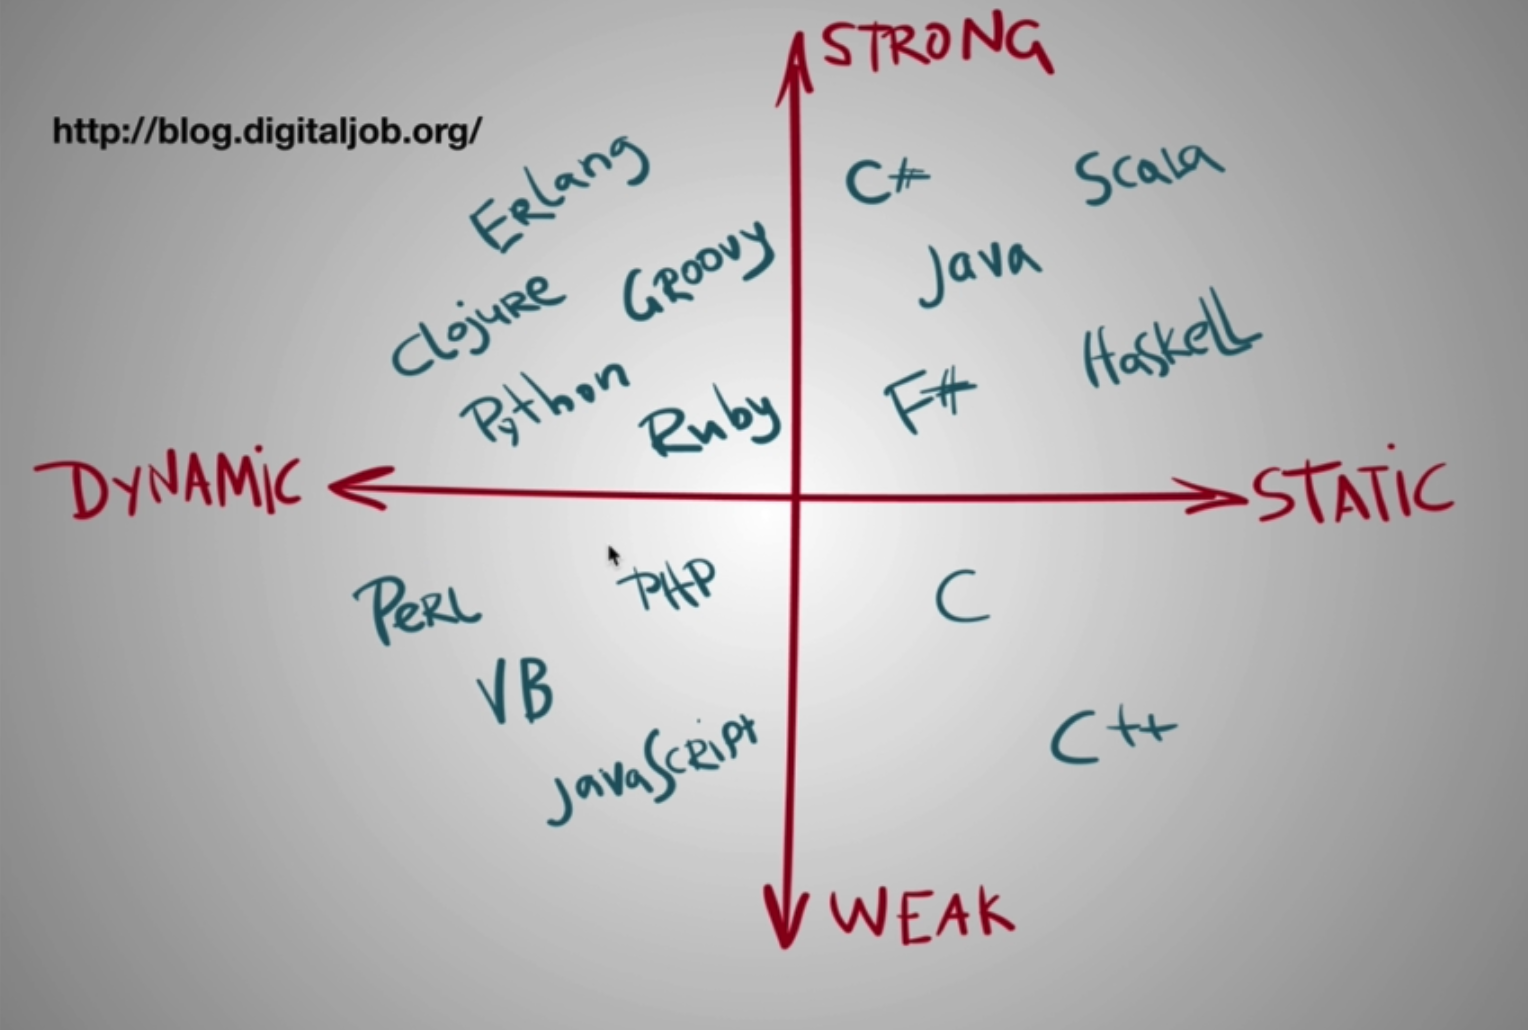 STRONG
http://blog.digitaljob.org/
Erlang
C#
Scala
Groovy
Java
Clojure
Haskell
Python
Ruby
F#
DYNAMiC
STATiC
PeRL
PHP
C
VB
C++
JavaScript
WEAK